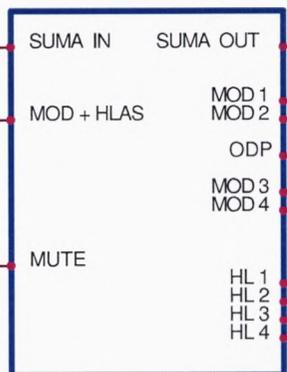 SUMA IN SUMA OUT
MOD 1
MOD + HLAS MOD 2
ODP
MOD 3
MOD 4
MUTE
HL 1
HL 2
HL 3
HL 4